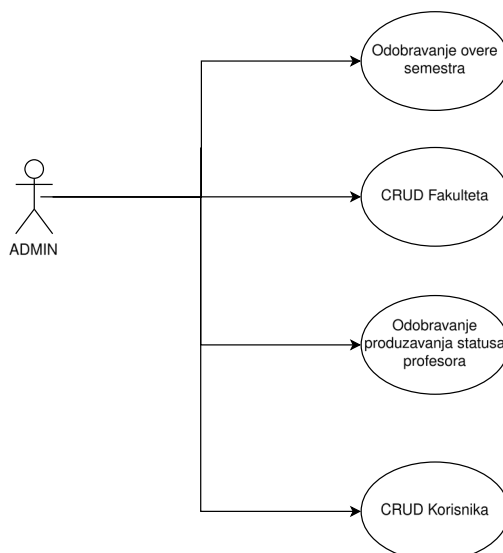 Odobravanje overe
semestra
CRUD Fakulteta
ADMIN
Odobravanje
produzavanja statusa
profesora
CRUD Korisnika